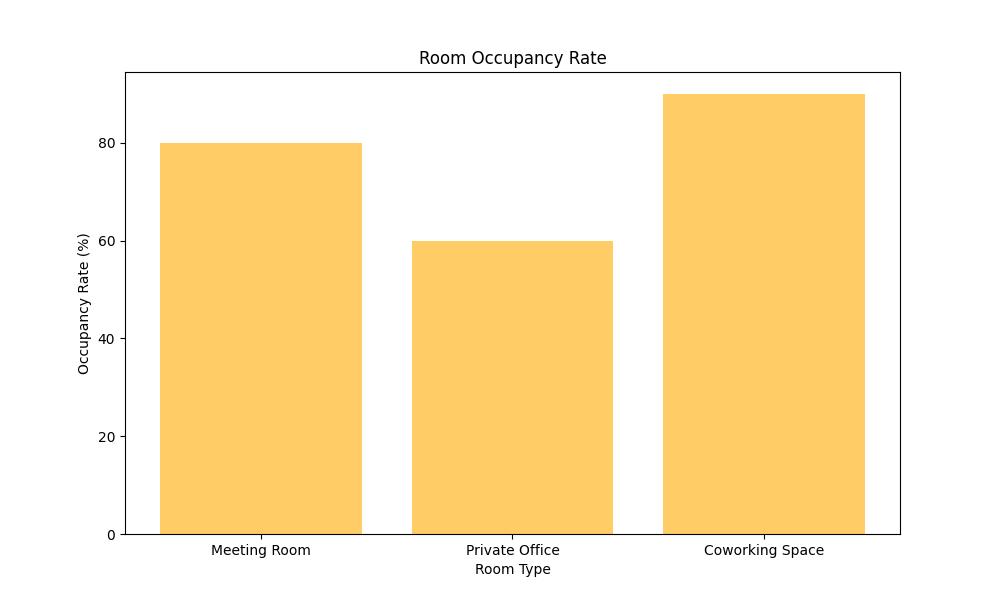 Room Occupancy Rate
Occupancy Rate (%)
80
60
40
20
0
Meeting Room Private Office Coworking Space
Room Type